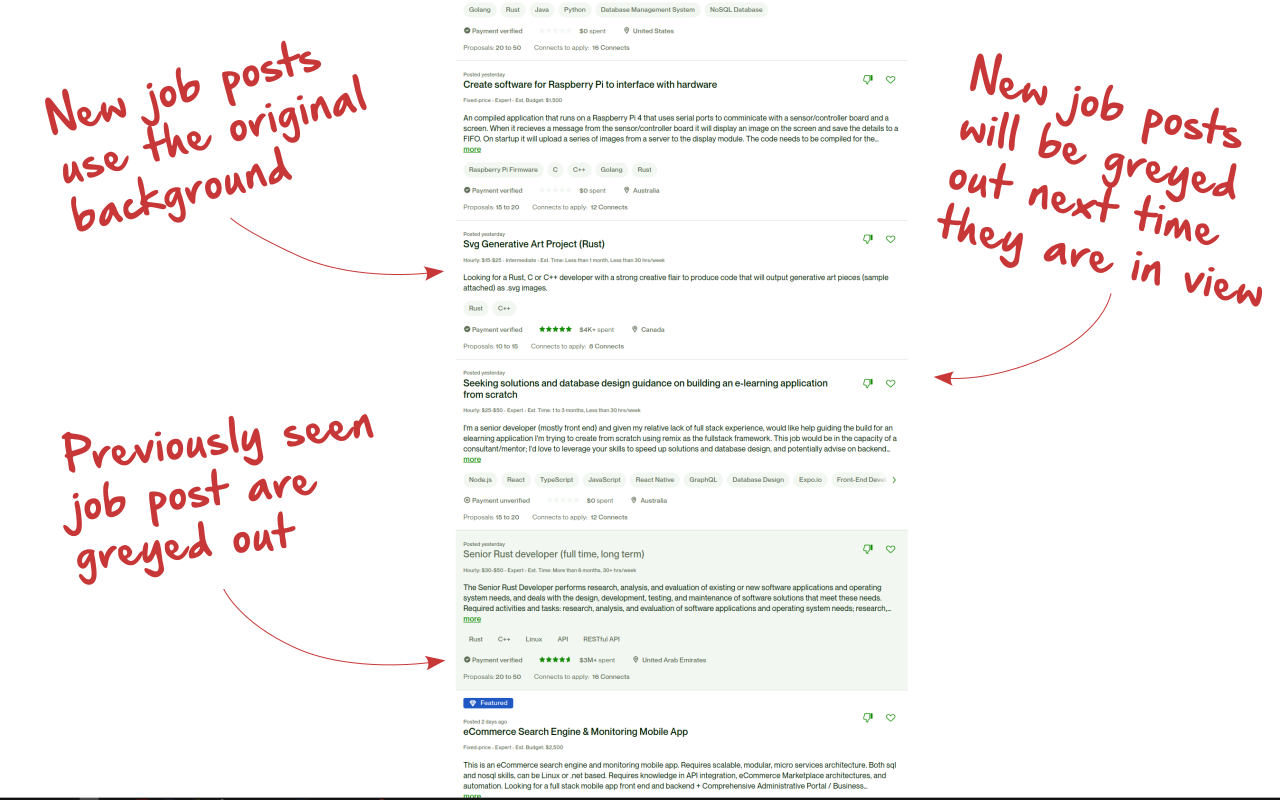 New job posts
use the original
background
New job posts
will be greyed
out next time
they are in view
Previously seen
job post are
greyed out
Golang Rust Java Python Database Management System NoSQL Database
Payment verified $0 spent United States
Proposals: 20 to 50 Connects to apply: 16 Connects
Posted yesterday
Create software for Raspberry Pi to interface with hardware
Fixed-price - Expert - Est. Budget: $1,500
An compiled application that runs on a Raspberry Pi 4 that uses serial ports to comminicate with a sensor/controller board and a
screen. When it recieves a message from the sensor/controller board it will display an image on the screen and save the details to a
FIFO. On startup it will upload a series of images from a server to the display module. The code needs to be compiled for the...
more
Raspberry Pi Firmware C C++ Golang Rust
Payment verified $0 spent Australia
Proposals: 15 to 20 Connects to apply: 12 Connects
Posted yesterday
Svg Generative Art Project (Rust)
Hourly: $15-$25 - Intermediate - Est. Time: Less than 1 month, Less than 30 hrs/week
Looking for a Rust, C or C++ developer with a strong creative flair to produce code that will output generative art pieces (sample
attached) as .svg images.
Rust C++
Payment verified $4K+ spent Canada
Proposals: 10 to 15 Connects to apply: 8 Connects
Posted yesterday
Seeking solutions and database design guidance on building an e-learning application
from scratch
Hourly: $25-$50 - Expert - Est. Time: 1 to 3 months, Less than 30 hrs/week
I'm a senior developer (mostly front end) and given my relative lack of full stack experience, would like help guiding the build for an
elearning application I'm trying to create from scratch using remix as the fullstack framework. This job would be in the capacity of a
consultant/mentor; I'd love to leverage your skills to speed up solutions and database design, and potentially advise on backend...
more
Node.js React TypeScript JavaScript React Native GraphQL Database Design Expo.io Front-End Deve
Payment unverified $0 spent Australia
Proposals: 15 to 20 Connects to apply: 12 Connects
Posted yesterday
Senior Rust developer (full time, long term)
Hourly: $30-$50 - Expert - Est. Time: More than 6 months, 30+ hrs/week
The Senior Rust Developer performs research, analysis, and evaluation of existing or new software applications and operating
system needs, and deals with the design, development, testing, and maintenance of software solutions that meet these needs.
Required activities and tasks: research, analysis, and evaluation of software applications and operating system needs; research,...
more
Rust C++ Linux API RESTful API
Payment verified $3M+ spent United Arab Emirates
Proposals: 20 to 50 Connects to apply: 16 Connects
Featured
Posted 2 days ago
eCommerce Search Engine & Monitoring Mobile App
Fixed-price - Expert - Est. Budget: $2,500
This is an eCommerce search engine and monitoring mobile app. Requires scalable, modular, micro services architecture. Both sql
and nosql skills, can be Linux or .net based. Requires knowledge in API integration, eCommerce Marketplace architectures, and
automation. Looking for a full stack mobile app front end and backend + Comprehensive Administrative Portal / Business...
more